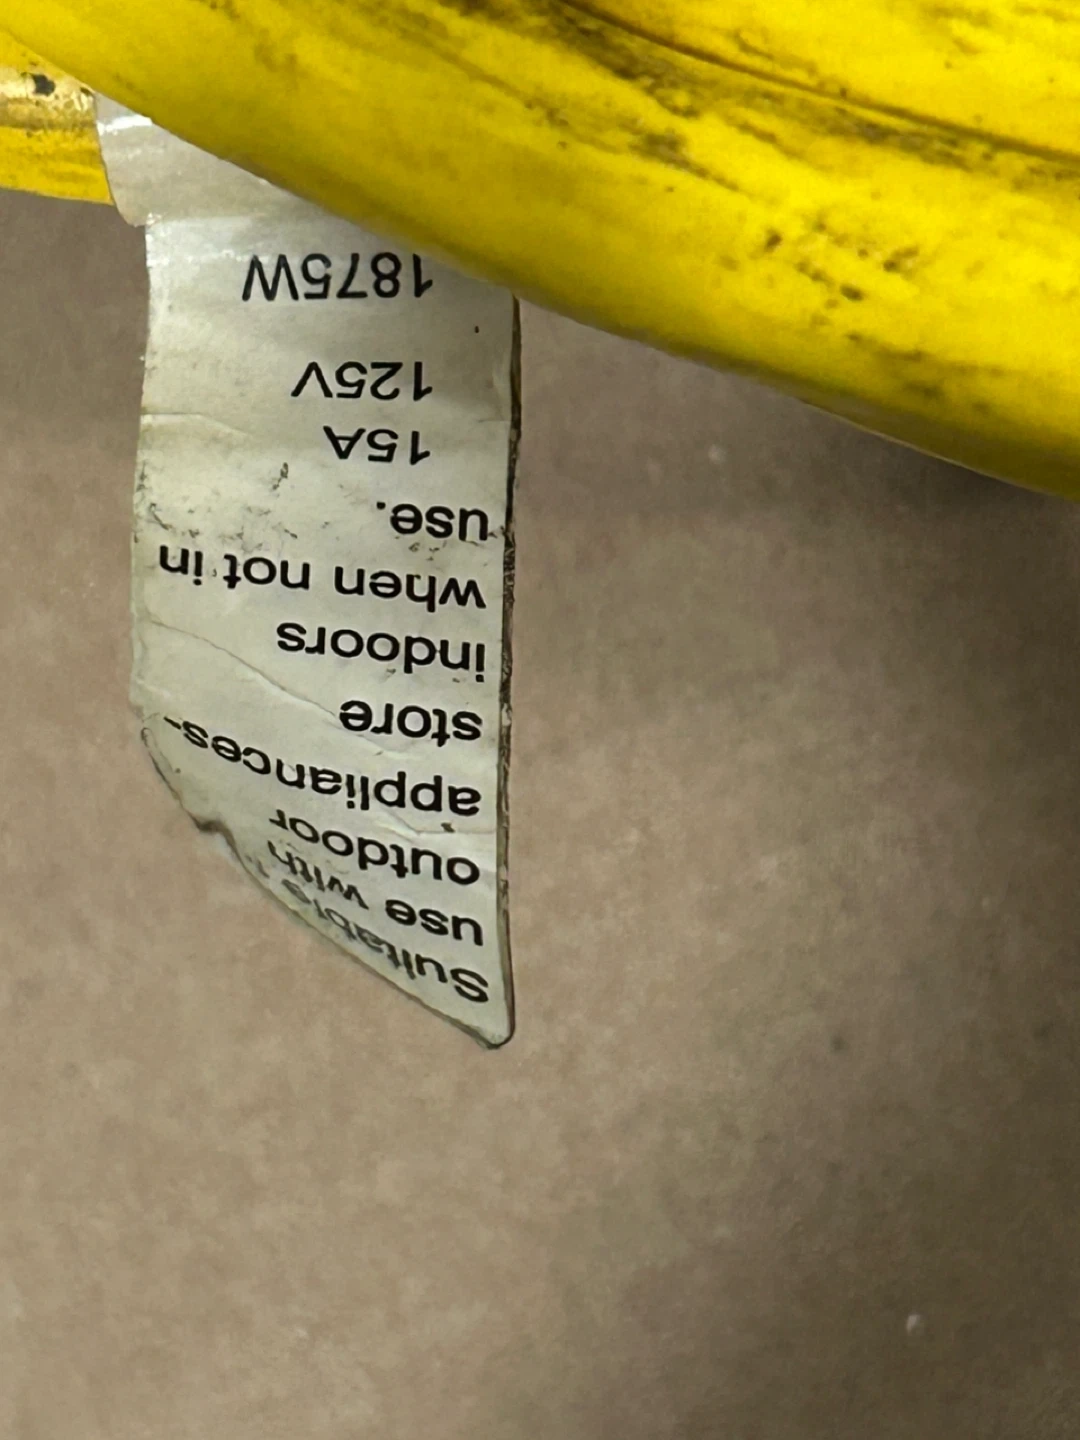 Suitable
use with
outdoor
appliances-
store
indoors
when not in
use.
15A
125V
1875W